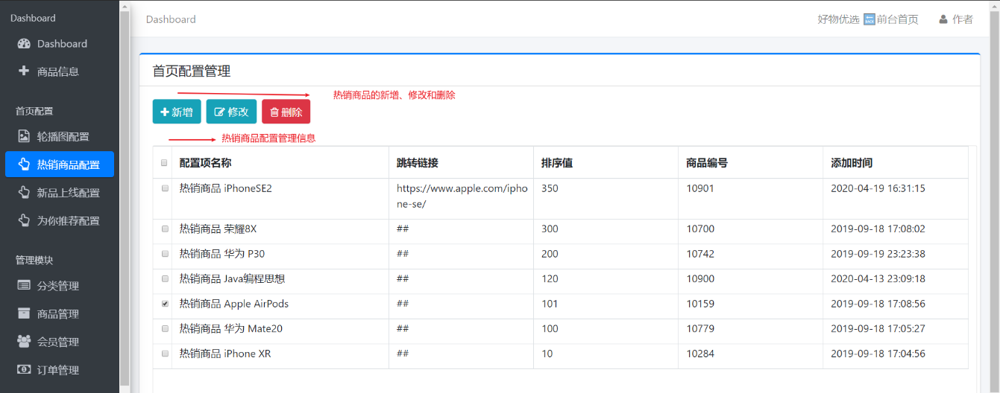 Dashboard
Dashboard
商品信息
首页配置
轮播图配置
热销商品配置
新品上线配置
为你推荐配置
管理模块
分类管理
商品管理
会员管理
订单管理
Dashboard 好物优选 BACK 前台首页 作者
首页配置管理
热销商品的新增、修改和删除
新增 修改 删除
热销商品配置管理信息
配置项名称 跳转链接 排序值 商品编号 添加时间
热销商品 iPhoneSE2 https://www.apple.com/ipho 350 10901 2020-04-19 16:31:15
ne-se/
热销商品 荣耀8X ## 300 10700 2019-09-18 17:08:02
热销商品 华为 P30 ## 200 10742 2019-09-19 23:23:38
热销商品 Java编程思想 ## 120 10900 2020-04-13 23:09:18
热销商品 Apple AirPods ## 101 10159 2019-09-18 17:08:56
热销商品 华为 Mate20 ## 100 10779 2019-09-18 17:05:27
热销商品 iPhone XR ## 10 10284 2019-09-18 17:04:56